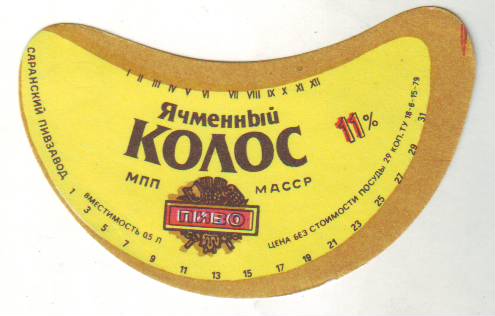 САРАНСКИЙ ПИВЗАВОД
I II III IV V VI VII VIII IX X XI XII
Ячменный
КОЛОС
11%
МПП МАССР
ПИВО
ВМЕСТИМОСТЬ 0,5 Л
ЦЕНА БЕЗ СТОИМОСТИ ПОСУДЫ 29 КОП. ТУ 18-6-15-79
1 3 5 7 9 11 13 15 17 19 21 23 25 27 29 31